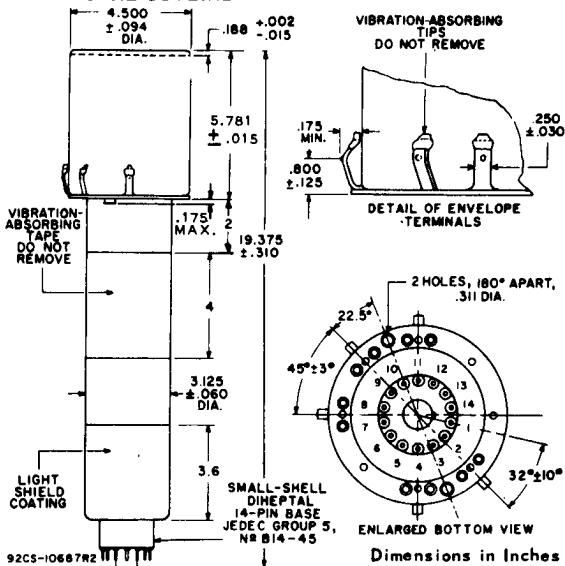 4.500
± .094
DIA.
.188 +.002
-.015
5.781
± .015
VIBRATION-
ABSORBING
TAPE
DO NOT
REMOVE
.175
MAX.
2
19.375
±.310
4
3.125
±.060
DIA.
3.6
LIGHT
SHIELD
COATING
SMALL-SHELL
DIHEPTAL
14-PIN BASE
JEDEC GROUP 5,
Nº B14-45
92CS-10687R2
VIBRATION-ABSORBING
TIPS
DO NOT REMOVE
.175
MIN.
.800
±.125
.250
±.030
DETAIL OF ENVELOPE
TERMINALS
2 HOLES, 180° APART,
.311 DIA.
22.5°
45°±3°
32°±10°
1
2
3
4
5
6
7
8
9
10
11
12
13
14
ENLARGED BOTTOM VIEW
Dimensions in Inches